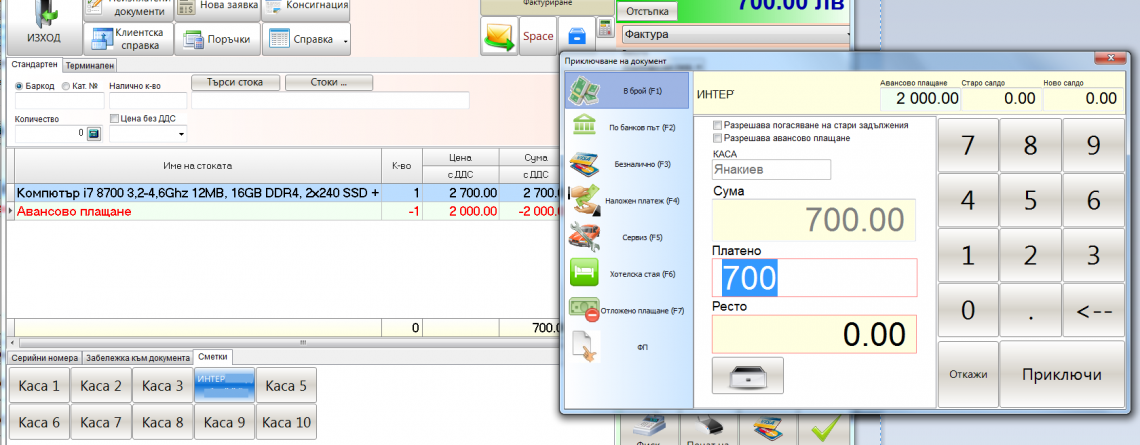 ИЗХОД
документи
Нова заявка
Консигнация
Клиентска
справка
Поръчки
Справка
Фактуриране
Space
700.00 лв
Отстъпка
Фактура
Стандартен
Терминален
Баркод
Кат. №
Налично к-во
Търси стока
Стоки ...
Количество
0
Цена без ДДС
Име на стоката
К-во
Цена
Сума
с ДДС
с ДДС
Компютър i7 8700 3,2-4,6Ghz 12MB, 16GB DDR4, 2x240 SSD +
1
2 700.00
2 700.
Авансово плащане
-1
2 000.00
-2 000.
0
700.
Серийни номера
Забележка към документа
Сметки
Каса 1
Каса 2
Каса 3
ИНТЕР
Каса 5
Каса 6
Каса 7
Каса 8
Каса 9
Каса 10
Приключване на документ
В брой (F1)
По банков път (F2)
Безналично (F3)
Наложен платеж (F4)
Сервиз (F5)
Хотелска стая (F6)
Отложено плащане (F7)
ФП
ИНТЕР
Авансово плащане
Старо салдо
Ново салдо
2 000.00
0.00
0.00
Разрешава погасяване на стари задължения
Разрешава авансово плащане
КАСА
Янакиев
Сума
700.00
Платено
700
Ресто
0.00
7
8
9
4
5
6
1
2
3
0
.
<--
Откажи
Приключи